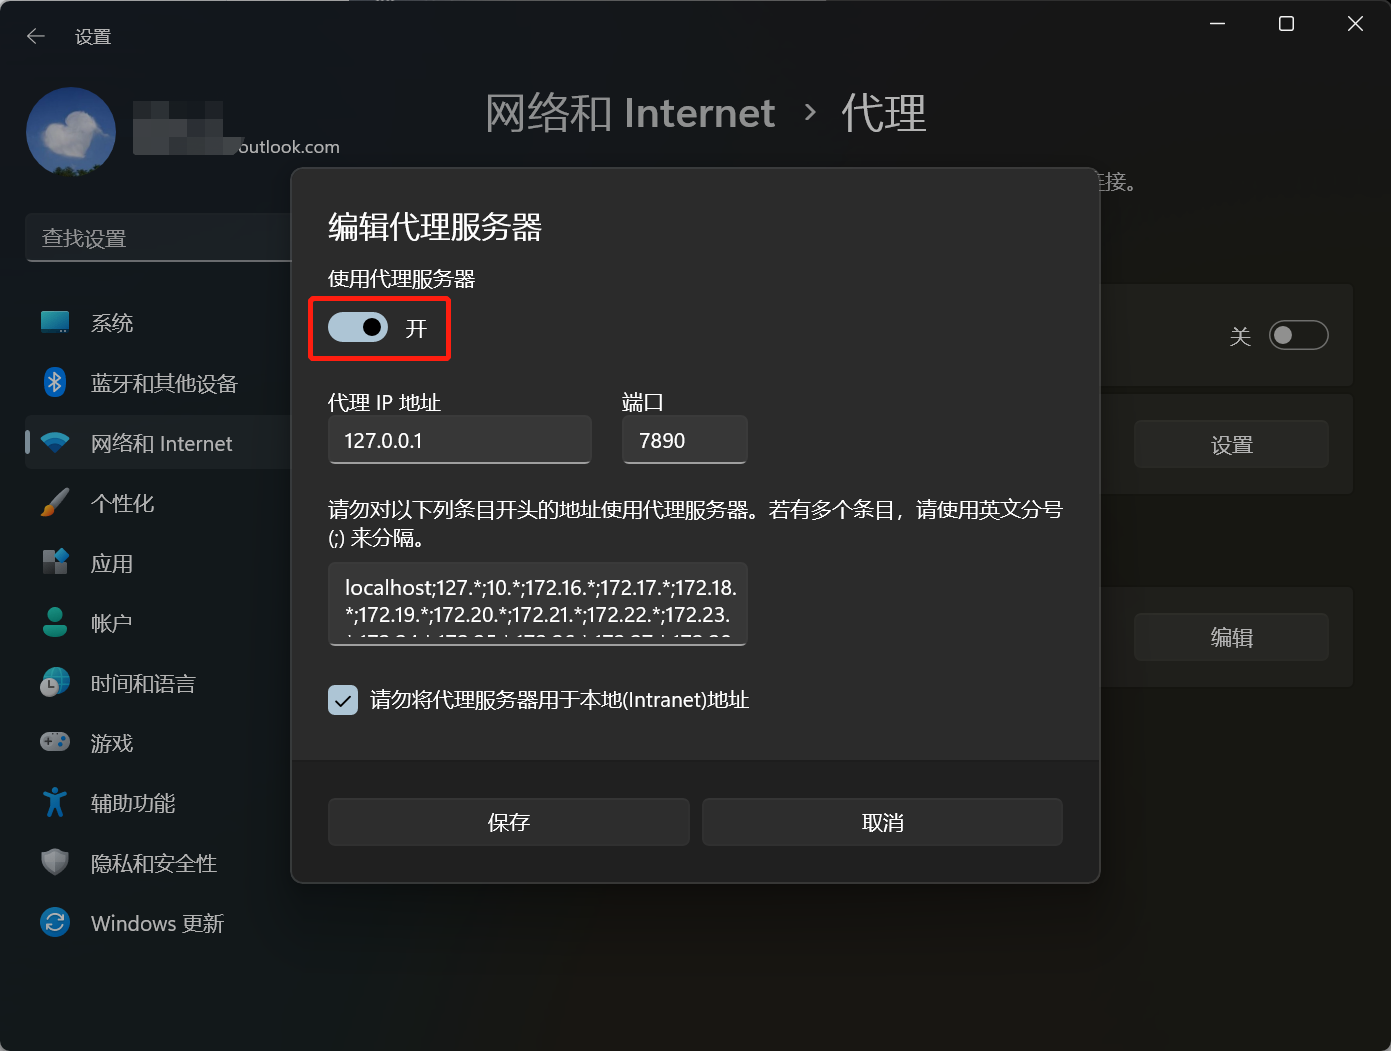 设置
outlook.com
网络和 Internet › 代理
连接。
查找设置
编辑代理服务器
使用代理服务器
开
代理 IP 地址
端口
127.0.0.1
7890
请勿对以下列条目开头的地址使用代理服务器。若有多个条目，请使用英文分号
(;) 来分隔。
localhost;127.*;10.*;172.16.*;172.17.*;172.18.
*;172.19.*;172.20.*;172.21.*;172.22.*;172.23.
请勿将代理服务器用于本地(Intranet)地址
保存
取消
系统
蓝牙和其他设备
网络和 Internet
个性化
应用
帐户
时间和语言
游戏
辅助功能
隐私和安全性
Windows 更新
关
设置
编辑